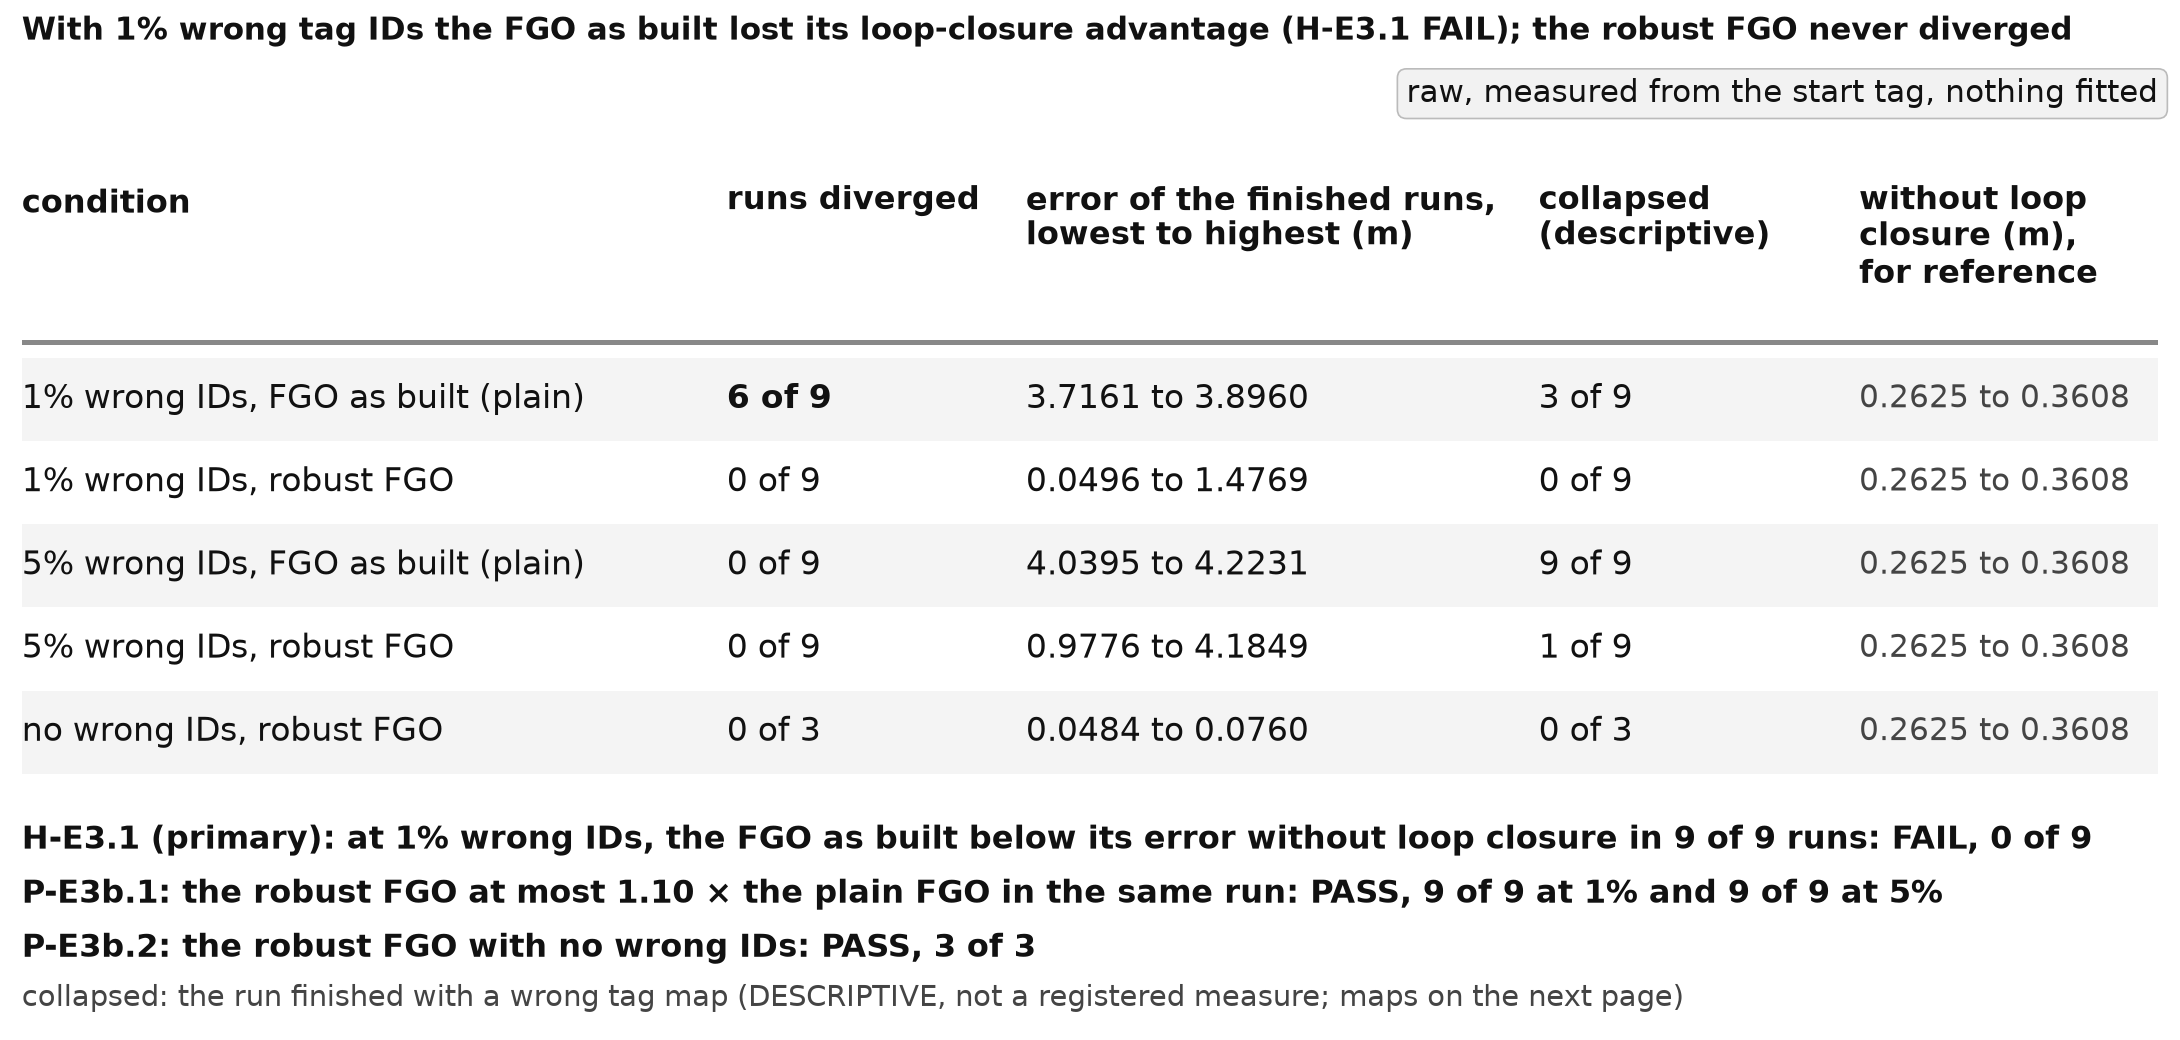 With 1% wrong tag IDs the FGO as built lost its loop-closure advantage (H-E3.1 FAIL); the robust FGO never diverged
raw, measured from the start tag, nothing fitted
condition
runs diverged
error of the finished runs,
lowest to highest (m)
collapsed
(descriptive)
without loop
closure (m),
for reference
1% wrong IDs, FGO as built (plain) 6 of 9 3.7161 to 3.8960 3 of 9 0.2625 to 0.3608
1% wrong IDs, robust FGO 0 of 9 0.0496 to 1.4769 0 of 9 0.2625 to 0.3608
5% wrong IDs, FGO as built (plain) 0 of 9 4.0395 to 4.2231 9 of 9 0.2625 to 0.3608
5% wrong IDs, robust FGO 0 of 9 0.9776 to 4.1849 1 of 9 0.2625 to 0.3608
no wrong IDs, robust FGO 0 of 3 0.0484 to 0.0760 0 of 3 0.2625 to 0.3608
H-E3.1 (primary): at 1% wrong IDs, the FGO as built below its error without loop closure in 9 of 9 runs: FAIL, 0 of 9
P-E3b.1: the robust FGO at most 1.10 × the plain FGO in the same run: PASS, 9 of 9 at 1% and 9 of 9 at 5%
P-E3b.2: the robust FGO with no wrong IDs: PASS, 3 of 3
collapsed: the run finished with a wrong tag map (DESCRIPTIVE, not a registered measure; maps on the next page)